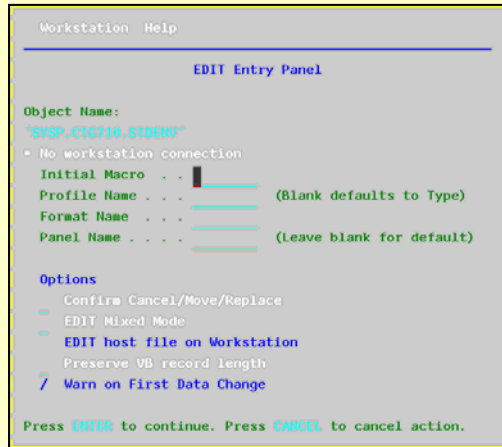 Workstation Help
EDIT Entry Panel
Object Name:
"SYSP.CTG710.STDENV"
* No workstation connection
Initial Macro . .
Profile Name . . . (Blank defaults to Type)
Format Name . . .
Panel Name . . . . (Leave blank for default)
Options
Confirm Cancel/Move/Replace
EDIT Mixed Mode
EDIT host file on Workstation
Preserve VB record length
/ Warn on First Data Change
Press ENTER to continue. Press CANCEL to cancel action.